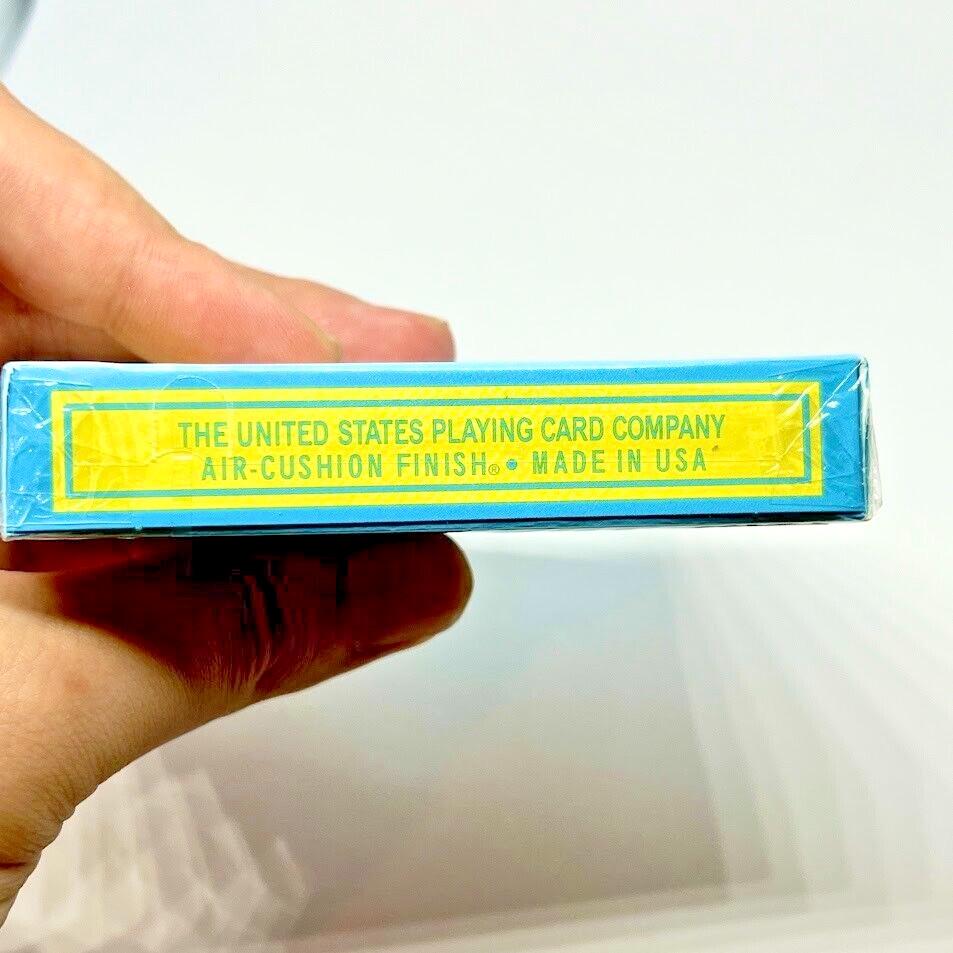 THE UNITED STATES PLAYING CARD COMPANY
AIR-CUSHION FINISH® • MADE IN USA